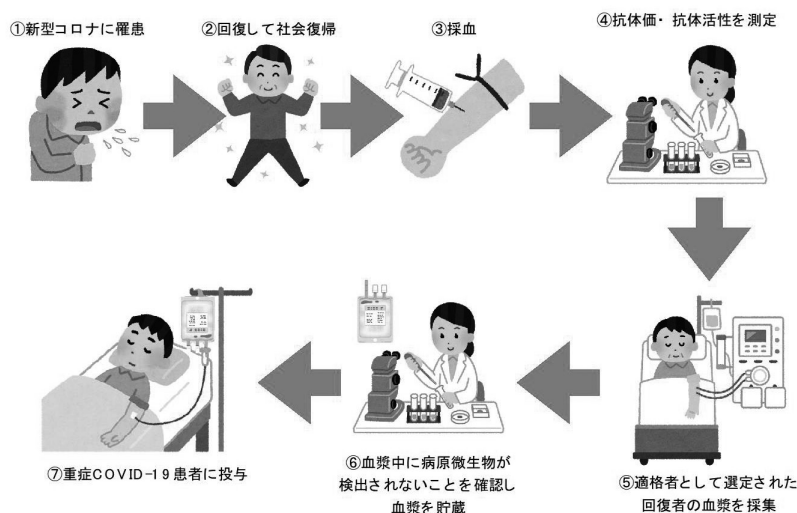 ①新型コロナに罹患
②回復して社会復帰
③採血
④抗体価・抗体活性を測定
⑤適格者として選定された
回復者の血漿を採集
⑥血漿中に病原微生物が
検出されないことを確認し
血漿を貯蔵
⑦重症COVID-19患者に投与